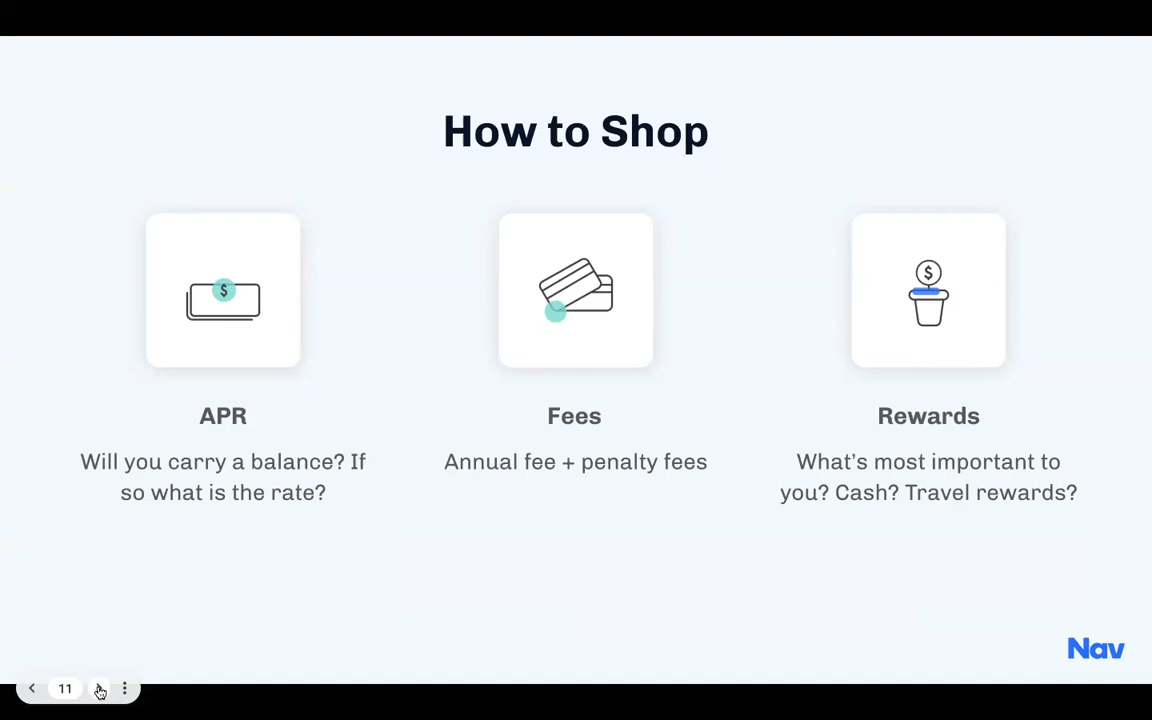 How to Shop
$
$
APR
Fees
Rewards
Will you carry a balance? If
so what is the rate?
Annual fee + penalty fees
What's most important to
you? Cash? Travel rewards?
Nav
11